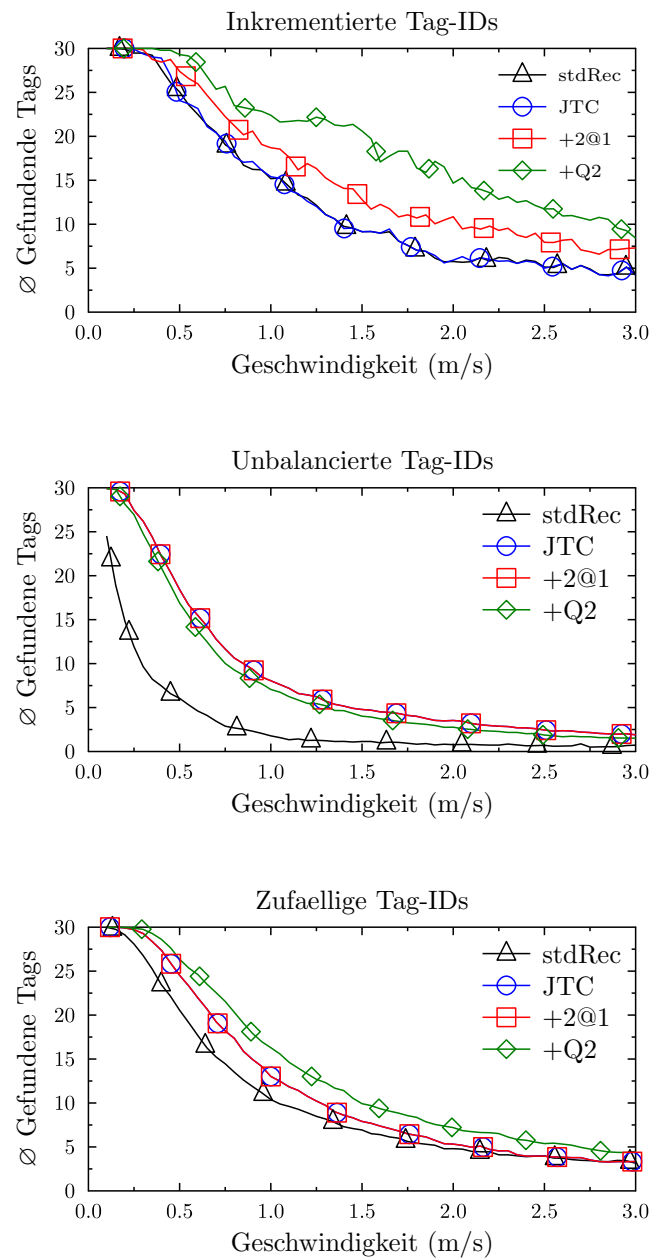 Inkrementierte Tag-IDs
∅ Gefundende Tags
30
25
20
15
10
5
0
stdRec
JTC
+2@1
+Q2
0.0 0.5 1.0 1.5 2.0 2.5 3.0
Geschwindigkeit (m/s)
Unbalancierte Tag-IDs
∅ Gefundene Tags
30
25
20
15
10
5
0
stdRec
JTC
+2@1
+Q2
0.0 0.5 1.0 1.5 2.0 2.5 3.0
Geschwindigkeit (m/s)
Zufaellige Tag-IDs
∅ Gefundene Tags
30
25
20
15
10
5
0
stdRec
JTC
+2@1
+Q2
0.0 0.5 1.0 1.5 2.0 2.5 3.0
Geschwindigkeit (m/s)